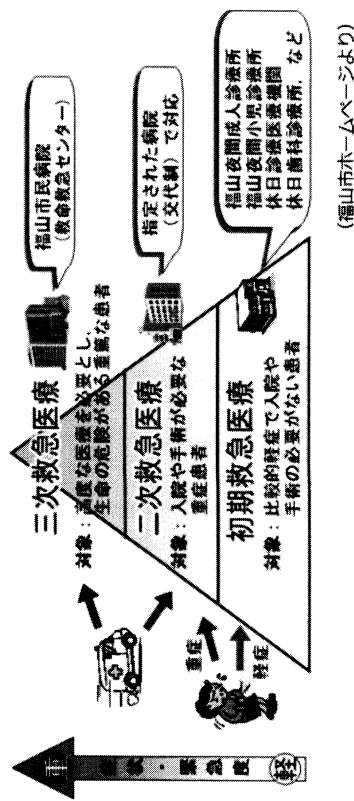 重
症状・緊急度
軽
三次救急医療
対象：高度な医療を必要とし、
生命の危険がある重篤な患者
福山市民病院
（救命救急センター）
二次救急医療
対象：入院や手術が必要な
重症患者
指定された病院
（交代制）で対応
初期救急医療
対象：比較的軽症で入院や
手術の必要がない患者
福山夜間成人診療所
福山夜間小児診療所
休日診療医療機関
休日歯科診療所、など
重症
軽症
（福山市ホームページより）